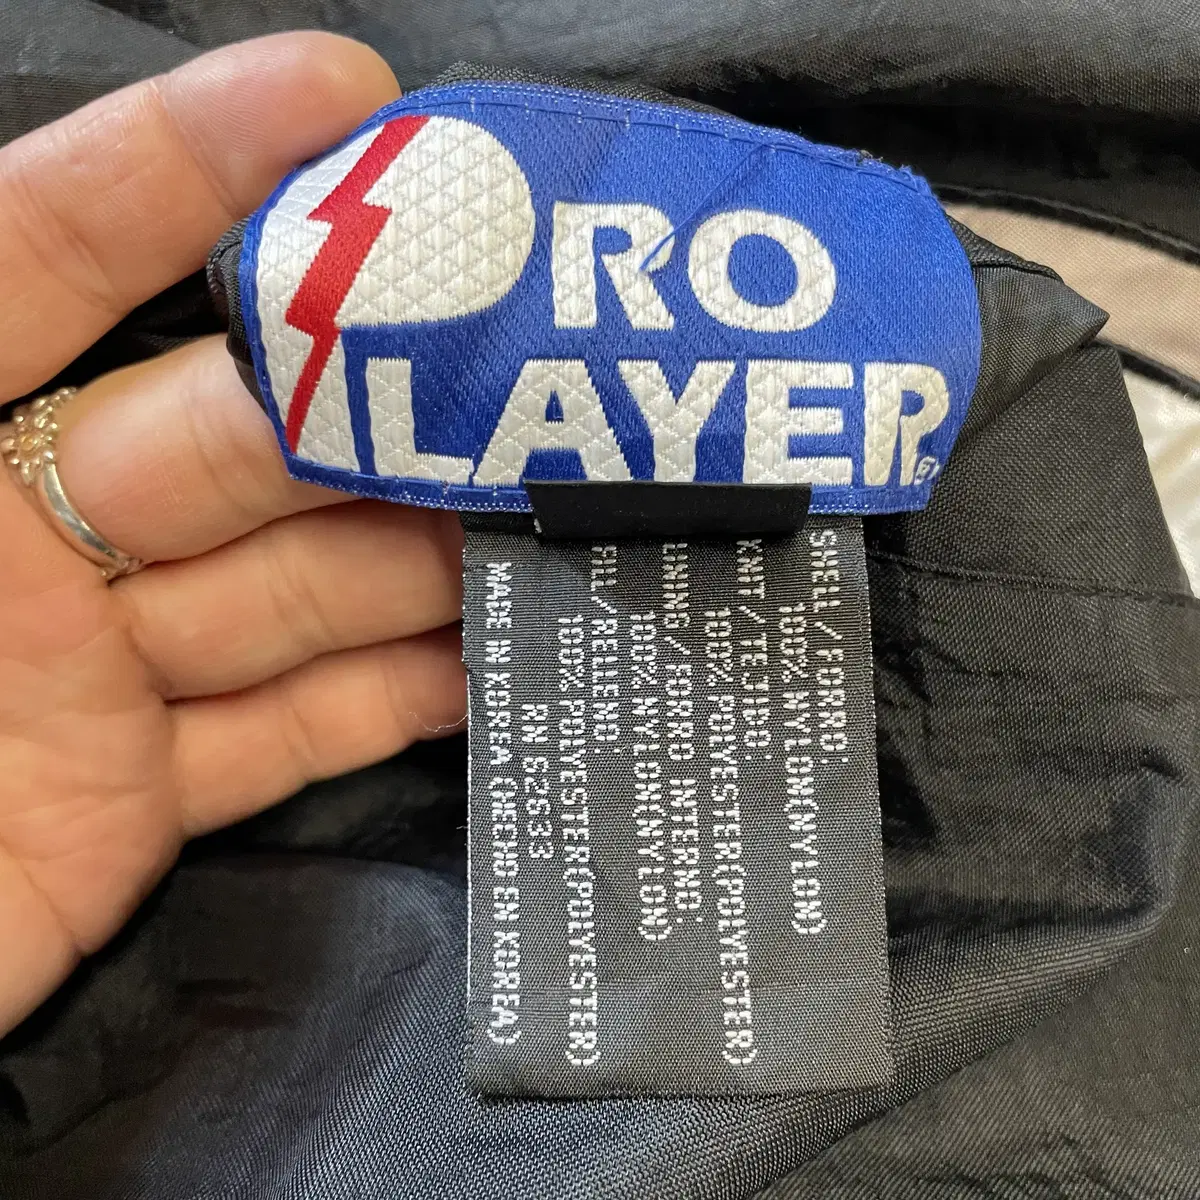 PRO
PLAYER®
SHELL/FORRO:
100% NYLON(NYLON)
KNIT/TEJIDO:
100% POLYESTER(POLYESTER)
LINING/FORRO INTERNO:
100% NYLON(NYLON)
FILL/RELLENO:
100% POLYESTER(POLYESTER)
RN 52633
MADE IN KOREA (HECHO EN KOREA)